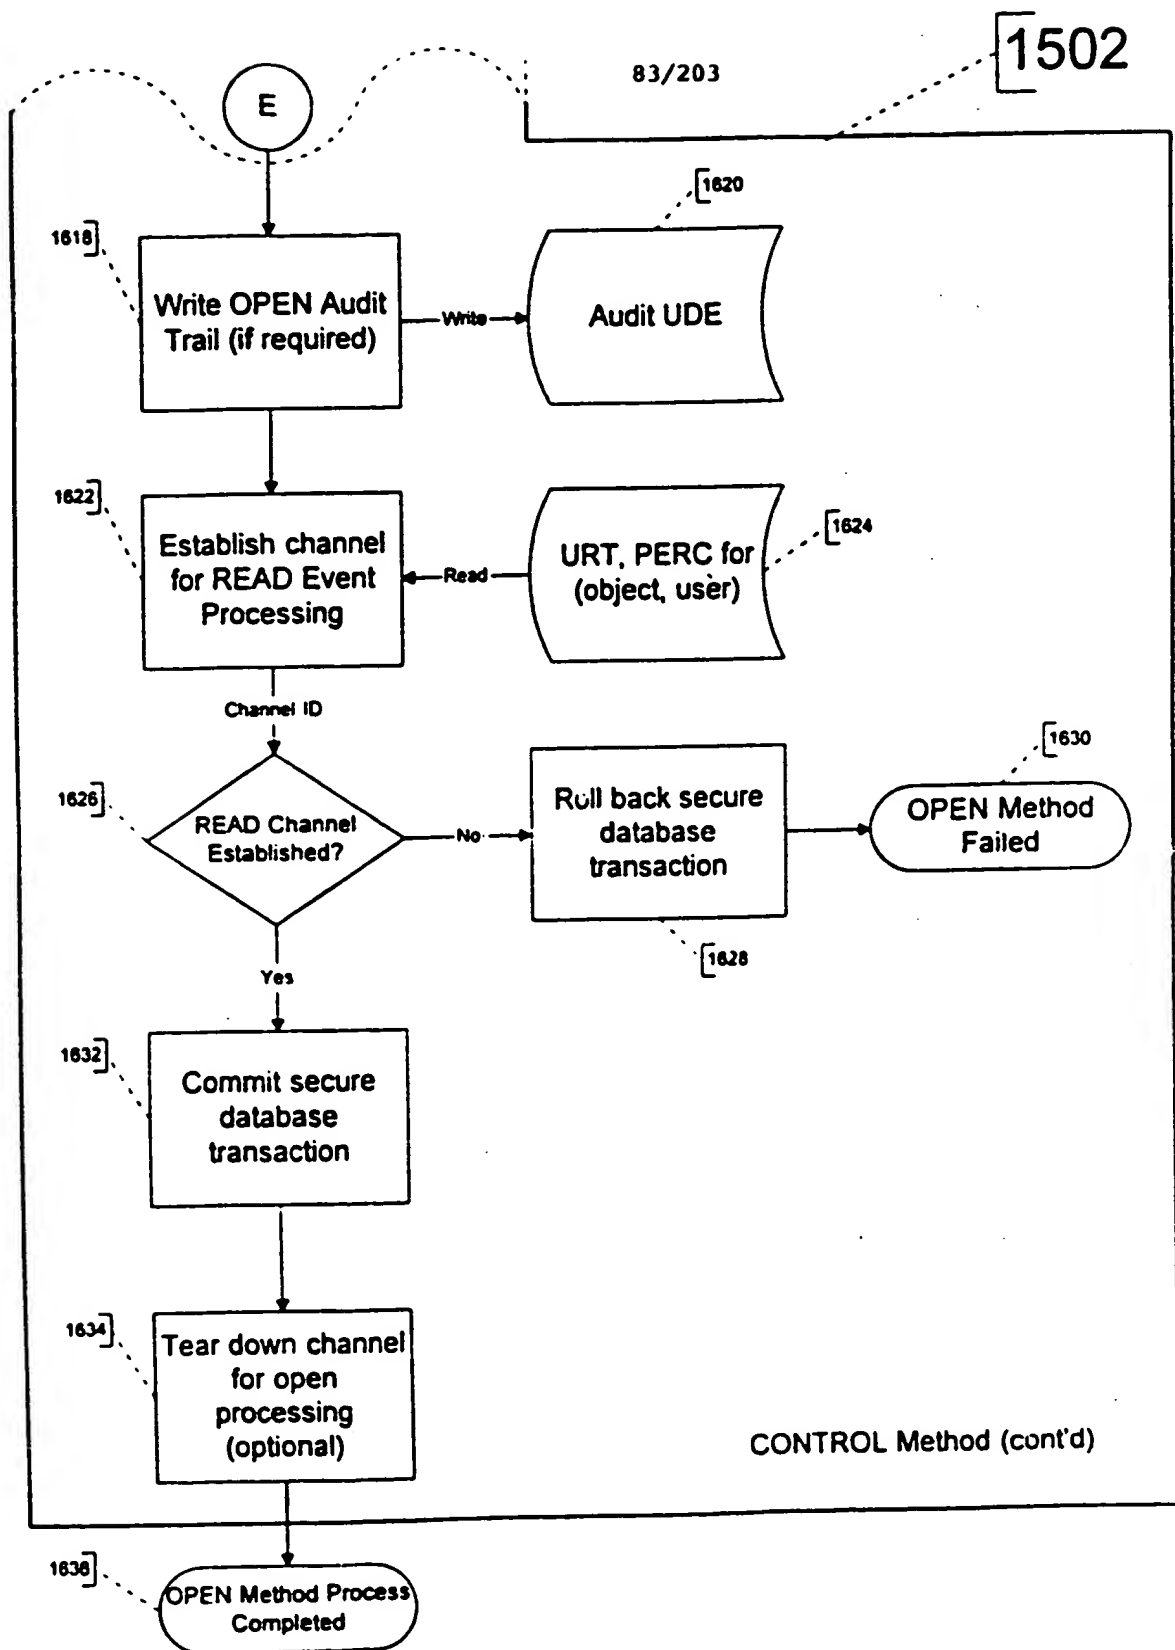 83/203
1502
E
1620
1618
Write OPEN Audit
Trail (if required)
Write
Audit UDE
1622
Establish channel
for READ Event
Processing
Read
URT, PERC for
(object, user)
1624
Channel ID
1626
READ Channel
Established?
No
Roll back secure
database
transaction
1630
OPEN Method
Failed
1628
Yes
1632
Commit secure
database
transaction
1634
Tear down channel
for open
processing
(optional)
CONTROL Method (cont'd)
1636
OPEN Method Process
Completed